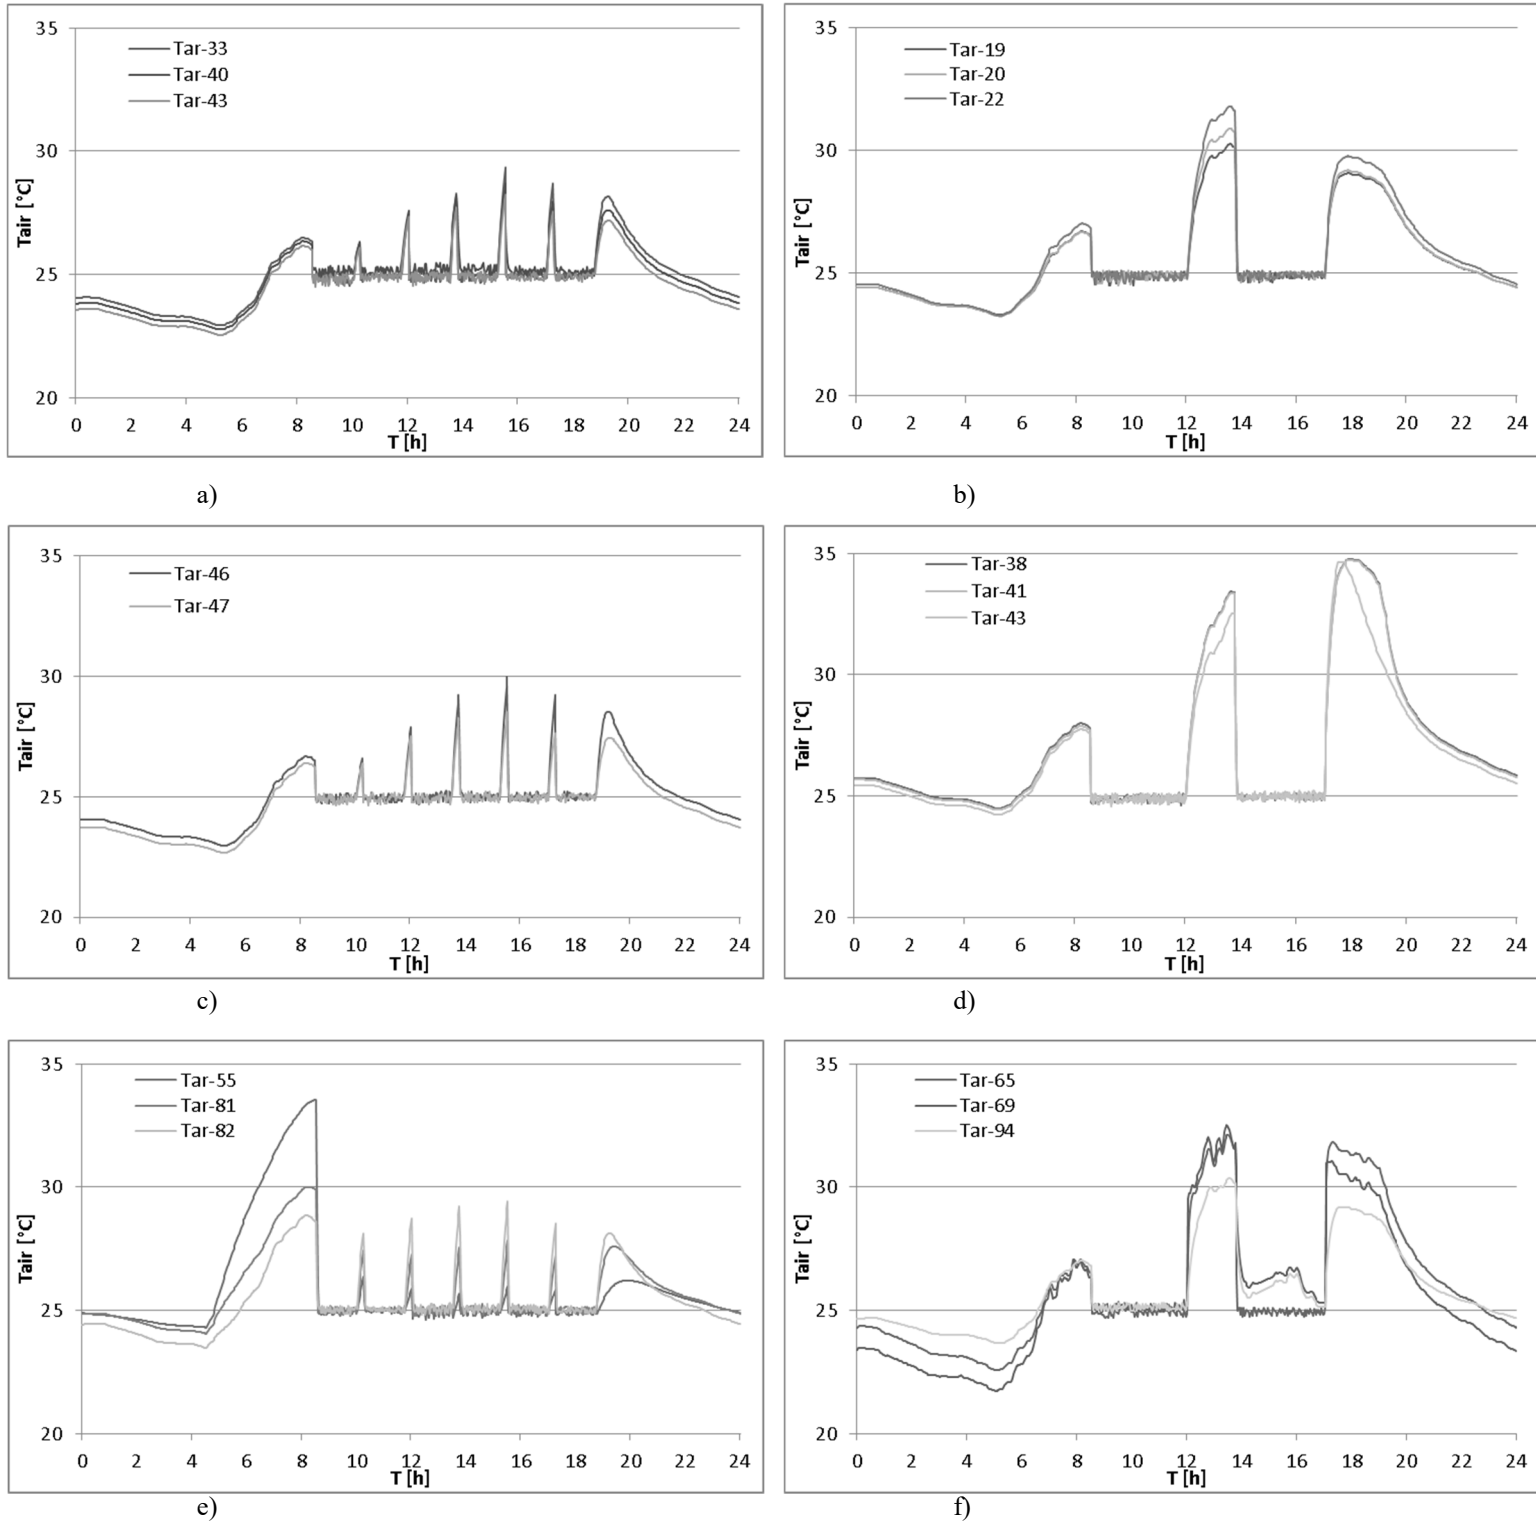 35
30
25
20
Tair [°C]
Tar-33
Tar-40
Tar-43
0 2 4 6 8 10 12 14 16 18 20 22 24
T [h]
a)
35
30
25
20
Tair [°C]
Tar-19
Tar-20
Tar-22
0 2 4 6 8 10 12 14 16 18 20 22 24
T [h]
b)
35
30
25
20
Tair [°C]
Tar-46
Tar-47
0 2 4 6 8 10 12 14 16 18 20 22 24
T [h]
c)
35
30
25
20
Tair [°C]
Tar-38
Tar-41
Tar-43
0 2 4 6 8 10 12 14 16 18 20 22 24
T [h]
d)
35
30
25
20
Tair [°C]
Tar-55
Tar-81
Tar-82
0 2 4 6 8 10 12 14 16 18 20 22 24
T [h]
e)
35
30
25
20
Tair [°C]
Tar-65
Tar-69
Tar-94
0 2 4 6 8 10 12 14 16 18 20 22 24
T [h]
f)